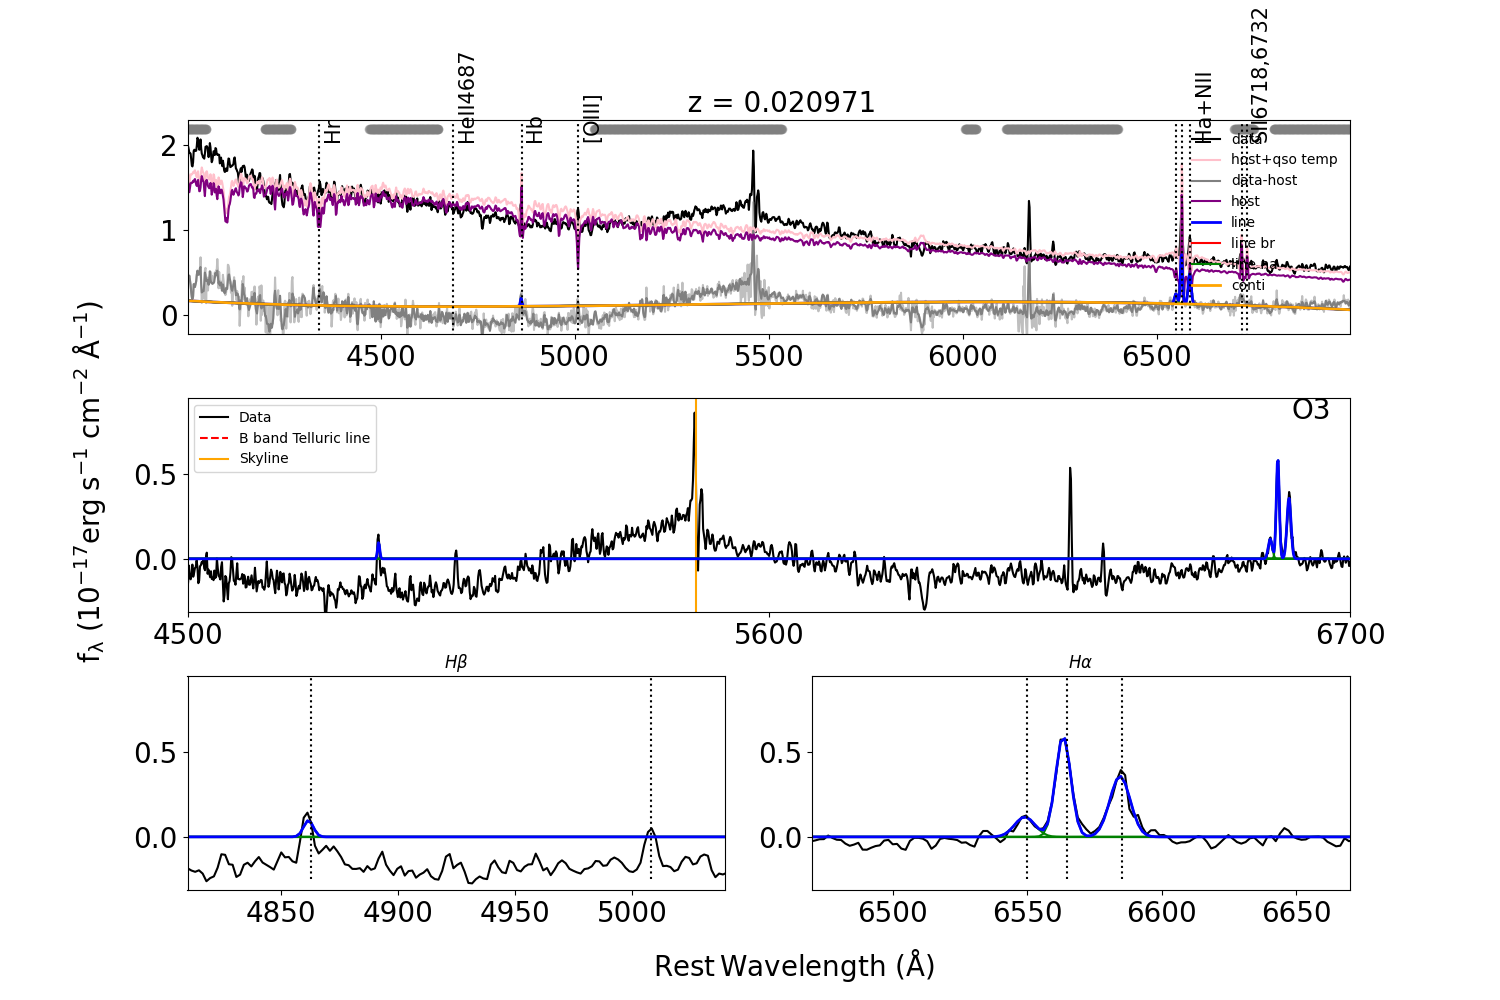 z = 0.020971
Hr
HeII4687
Hb
[OIII]
Ha+NII
SII6718,6732
data
host+qso temp
data-host
host
line
line br
conti
2
1
0
4500
5000
5500
6000
6500
f_λ (10^−17 erg s^−1 cm^−2 Å^−1)
Data
B band Telluric line
Skyline
O3
0.5
0.0
4500
5600
6700
Hβ
0.5
0.0
4850
4900
4950
5000
Hα
0.5
0.0
6500
6550
6600
6650
Rest Wavelength (Å)